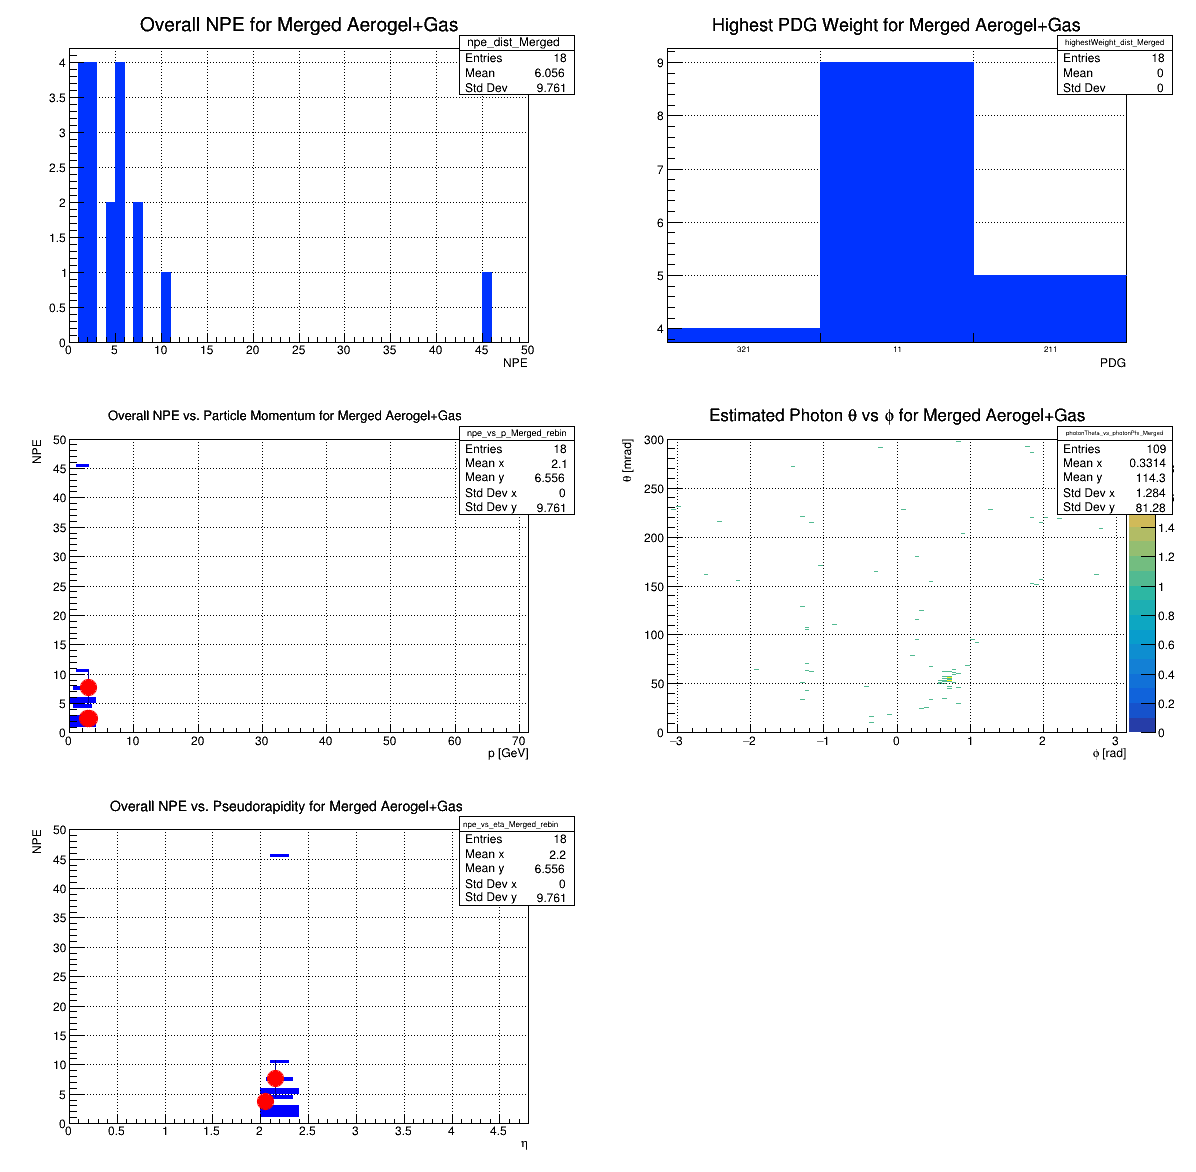 Overall NPE for Merged Aerogel+Gas
npe_dist_Merged
Entries 18
Mean 6.056
Std Dev 9.761
4
3.5
3
2.5
2
1.5
1
0.5
0
0 5 10 15 20 25 30 35 40 45 50
NPE
Highest PDG Weight for Merged Aerogel+Gas
highestWeight_dist_Merged
Entries 18
Mean 0
Std Dev 0
9
8
7
6
5
4
321 11 211
PDG
Overall NPE vs. Particle Momentum for Merged Aerogel+Gas
npe_vs_p_Merged_rebin
Entries 18
Mean x 2.1
Mean y 6.556
Std Dev x 0
Std Dev y 9.761
NPE
50
45
40
35
30
25
20
15
10
5
0
0 10 20 30 40 50 60 70
p [GeV]
Estimated Photon θ vs ϕ for Merged Aerogel+Gas
photonTheta_vs_photonPhi_Merged
Entries 109
Mean x 0.3314
Mean y 114.3
Std Dev x 1.284
Std Dev y 81.28
θ [mrad]
300
250
200
150
100
50
0
−3 −2 −1 0 1 2 3
ϕ [rad]
1.4
1.2
1
0.8
0.6
0.4
0.2
0
Overall NPE vs. Pseudorapidity for Merged Aerogel+Gas
npe_vs_eta_Merged_rebin
Entries 18
Mean x 2.2
Mean y 6.556
Std Dev x 0
Std Dev y 9.761
NPE
50
45
40
35
30
25
20
15
10
5
0
0 0.5 1 1.5 2 2.5 3 3.5 4 4.5
η